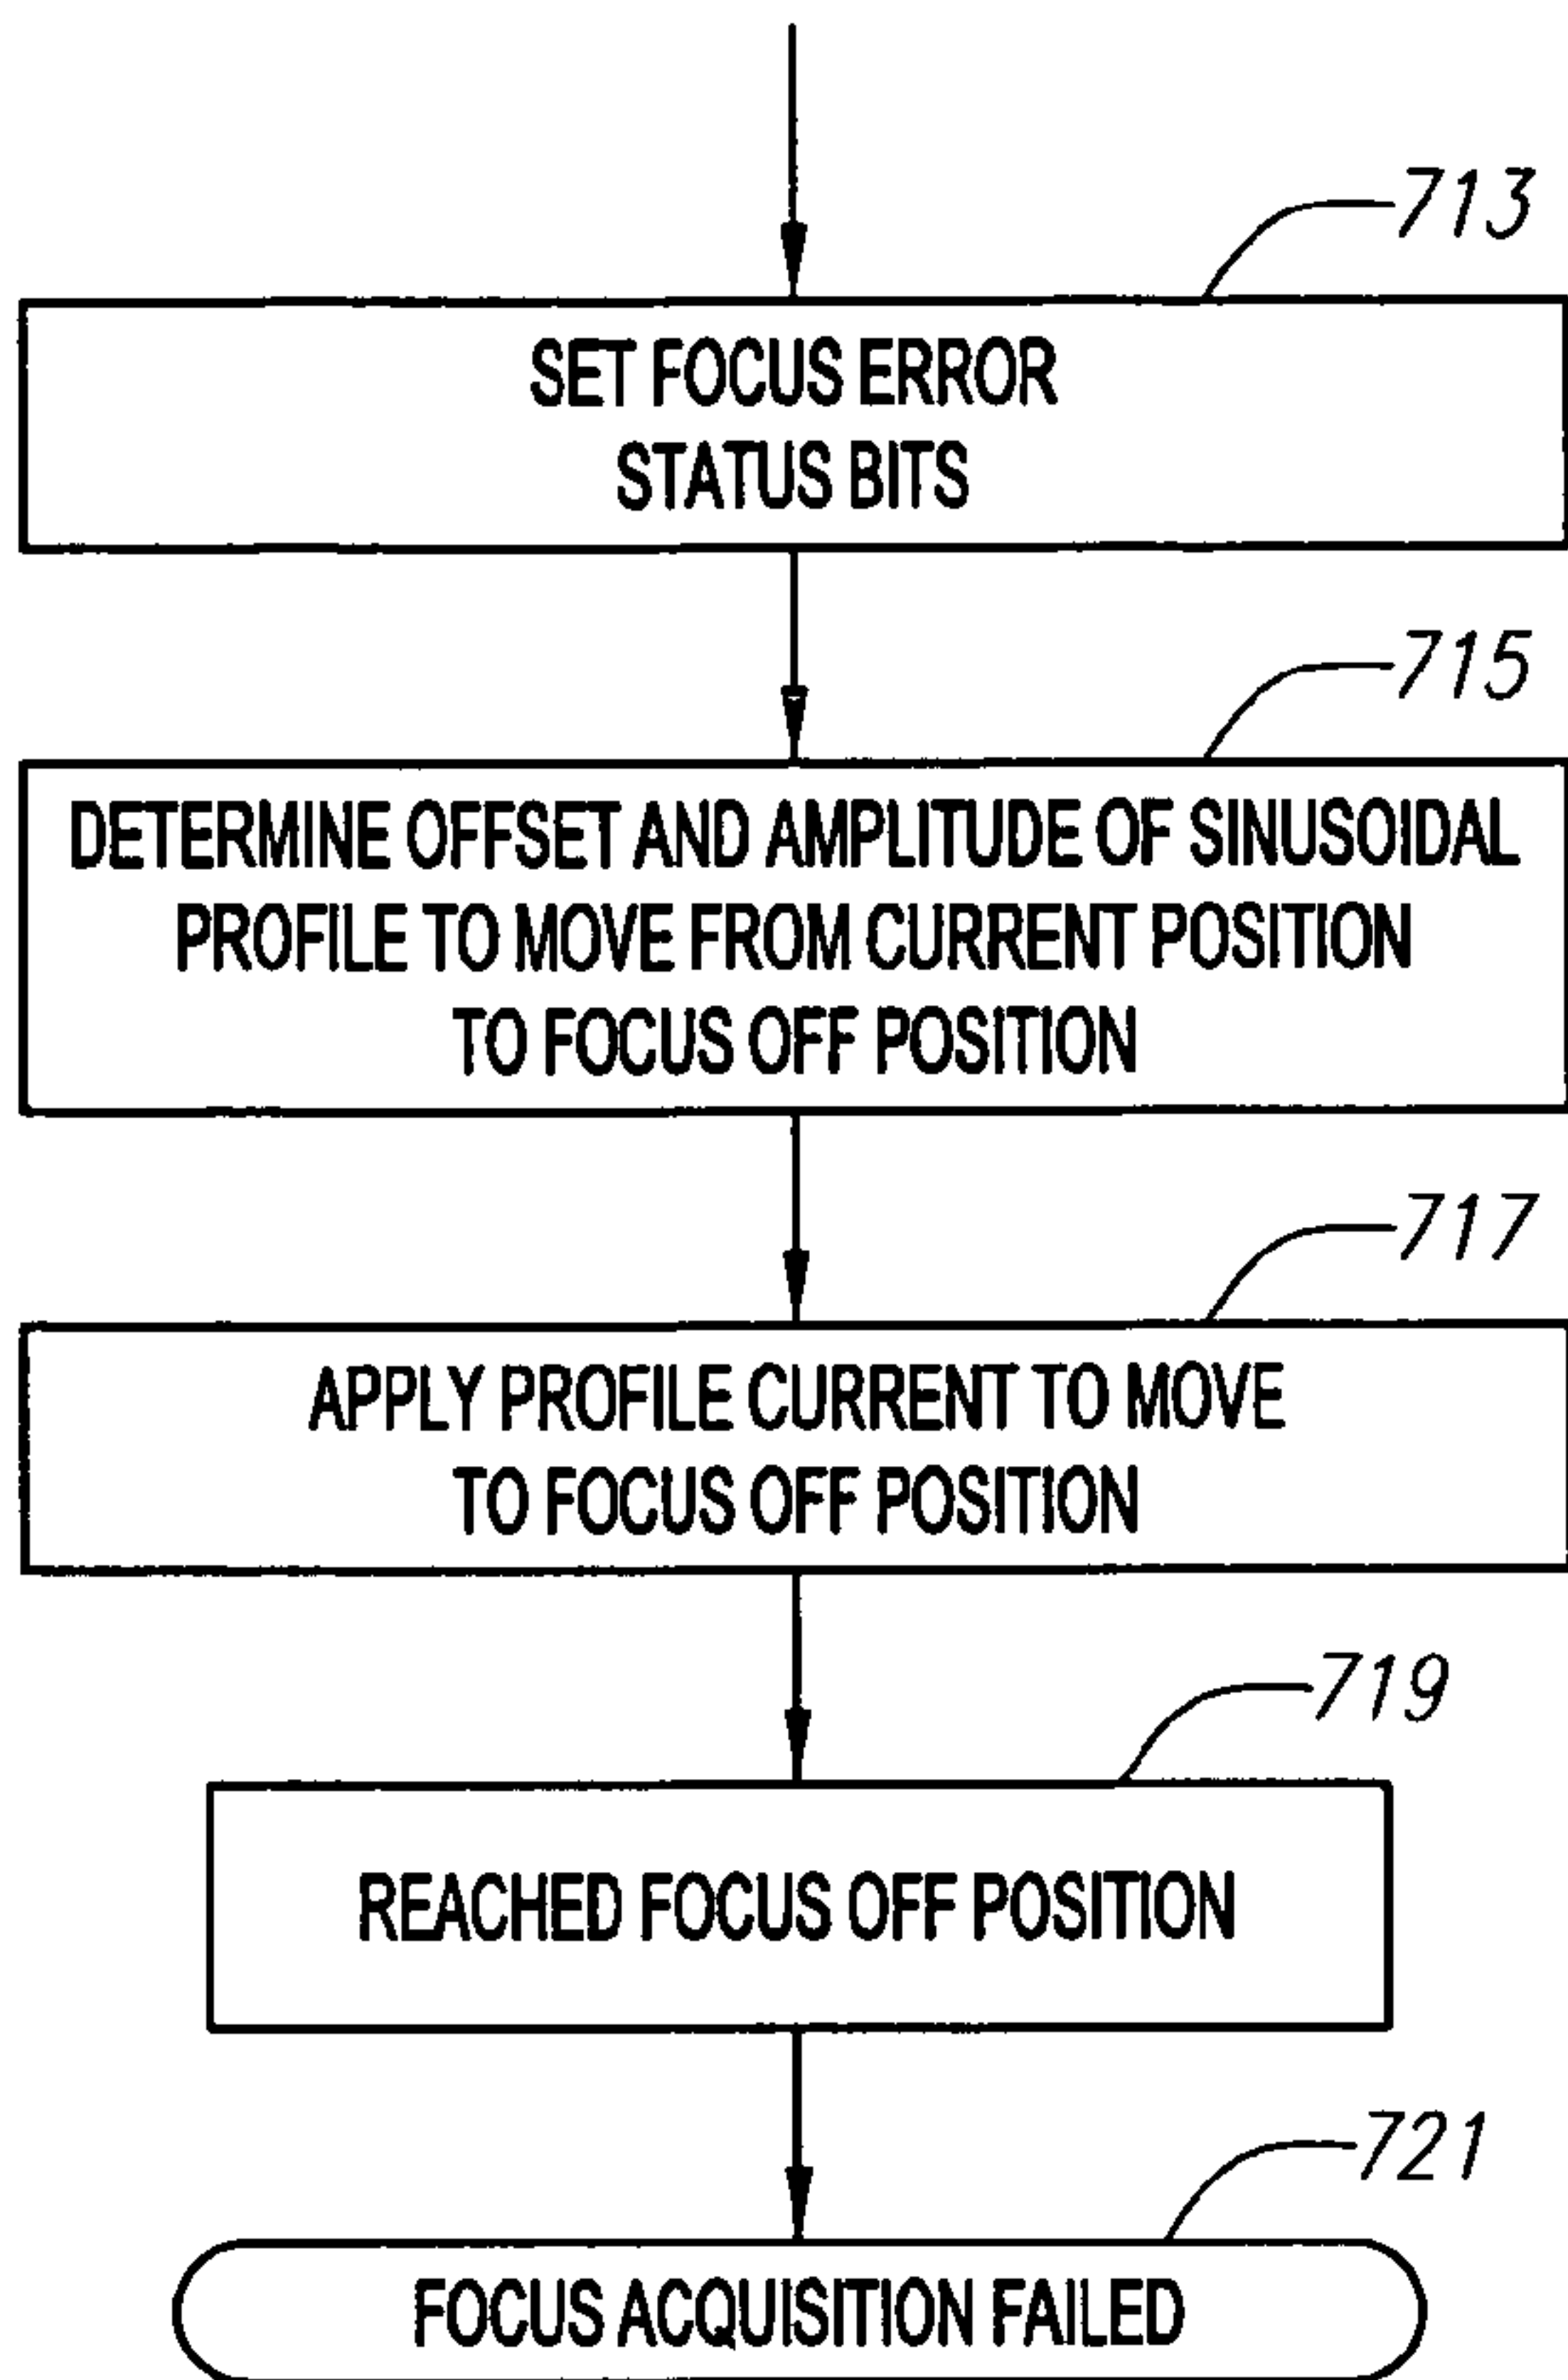 713
SET FOCUS ERROR
STATUS BITS
715
DETERMINE OFFSET AND AMPLITUDE OF SINUSOIDAL
PROFILE TO MOVE FROM CURRENT POSITION
TO FOCUS OFF POSITION
717
APPLY PROFILE CURRENT TO MOVE
TO FOCUS OFF POSITION
719
REACHED FOCUS OFF POSITION
721
FOCUS ACQUISITION FAILED